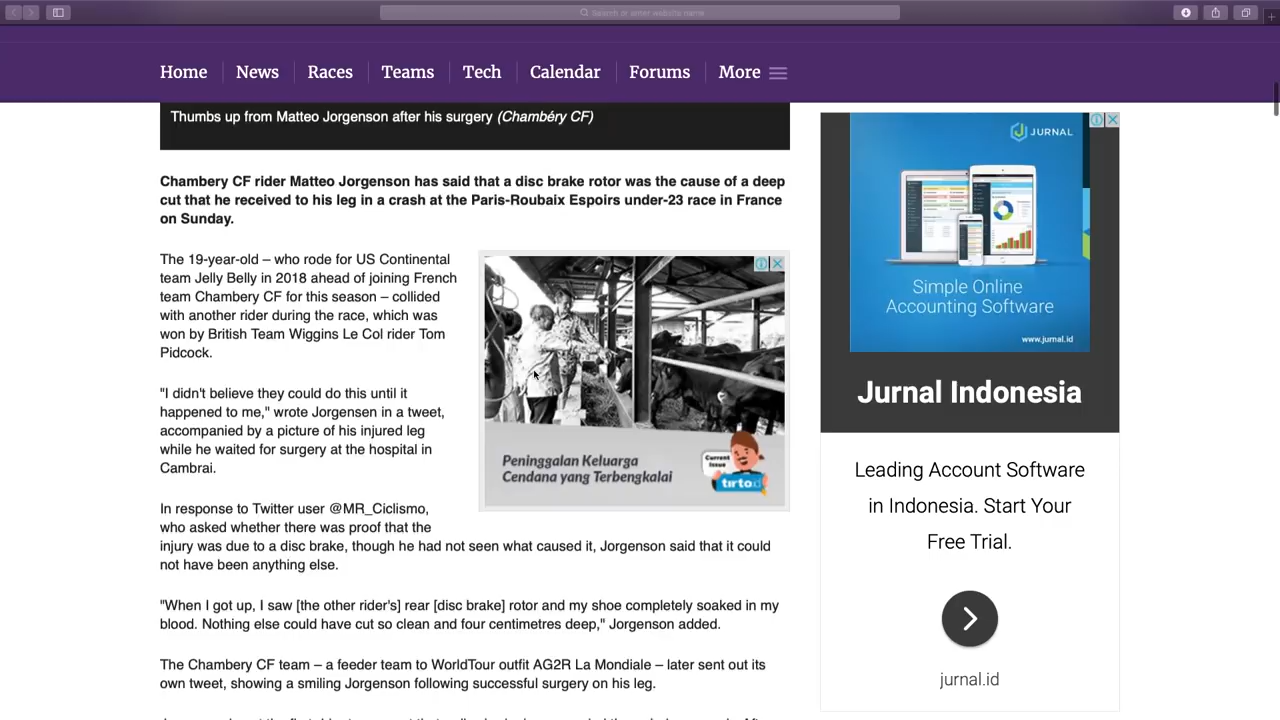 Search or enter website name
Home
News
Races
Teams
Tech
Calendar
Forums
More
Thumbs up from Matteo Jorgenson after his surgery (Chambéry CF)
Chambery CF rider Matteo Jorgenson has said that a disc brake rotor was the cause of a deep
cut that he received to his leg in a crash at the Paris-Roubaix Espoirs under-23 race in France
on Sunday.
The 19-year-old – who rode for US Continental
team Jelly Belly in 2018 ahead of joining French
team Chambery CF for this season – collided
with another rider during the race, which was
won by British Team Wiggins Le Col rider Tom
Pidcock.
"I didn't believe they could do this until it
happened to me," wrote Jorgensen in a tweet,
accompanied by a picture of his injured leg
while he waited for surgery at the hospital in
Cambrai.
In response to Twitter user @MR_Ciclismo,
who asked whether there was proof that the
injury was due to a disc brake, though he had not seen what caused it, Jorgenson said that it could
not have been anything else.
"When I got up, I saw [the other rider's] rear [disc brake] rotor and my shoe completely soaked in my
blood. Nothing else could have cut so clean and four centimetres deep," Jorgenson added.
The Chambery CF team – a feeder team to WorldTour outfit AG2R La Mondiale – later sent out its
own tweet, showing a smiling Jorgenson following successful surgery on his leg.
Peninggalan Keluarga
Cendana yang Terbengkalai
Current
Issue
tirto.id
JURNAL
Simple Online
Accounting Software
www.jurnal.id
Jurnal Indonesia
Leading Account Software
in Indonesia. Start Your
Free Trial.
jurnal.id